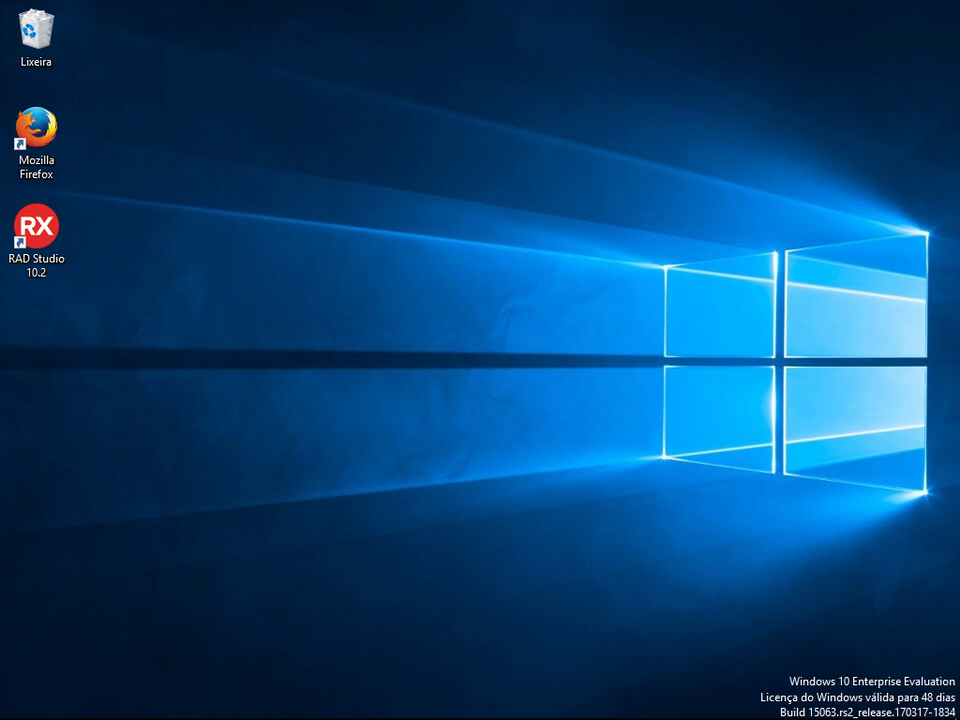 Lixeira
Mozilla
Firefox
RX
RAD Studio
10.2
Windows 10 Enterprise Evaluation
Licença do Windows válida para 48 dias
Build 15063.rs2_release.170317-1834